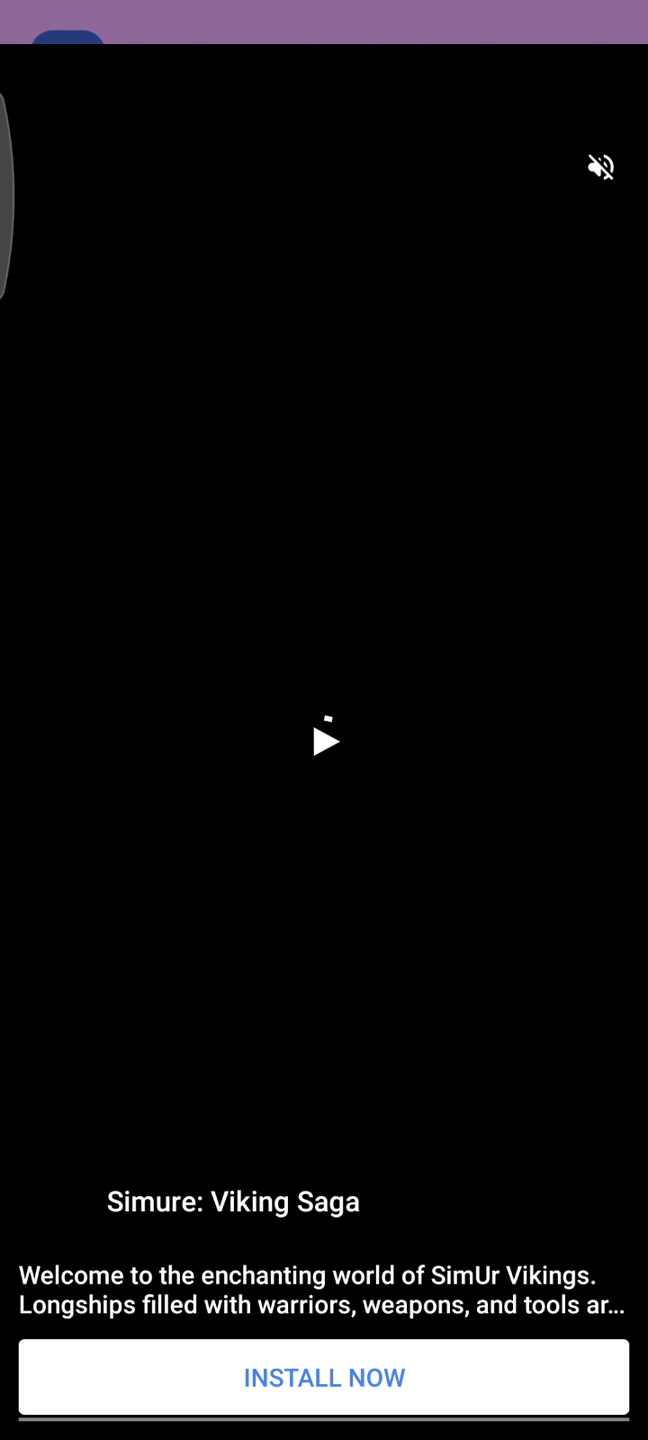 Simure: Viking Saga
Welcome to the enchanting world of SimUr Vikings.
Longships filled with warriors, weapons, and tools ar...
INSTALL NOW